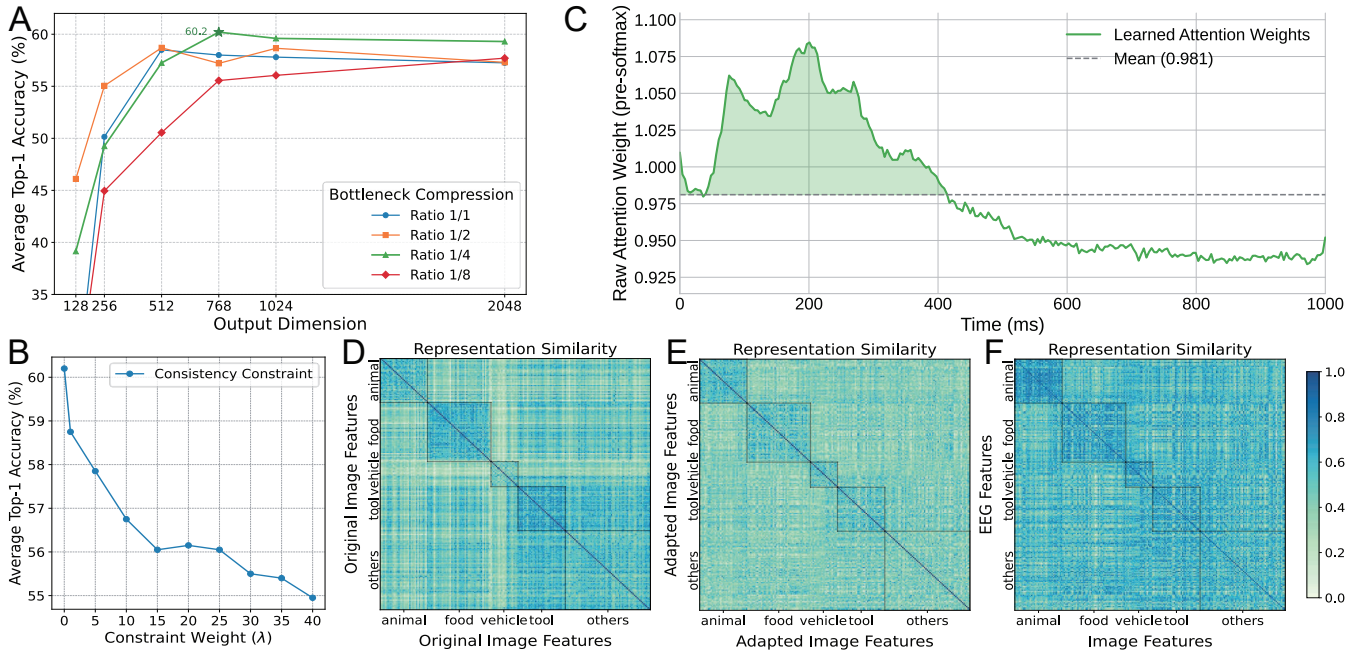 A
Average Top-1 Accuracy (%)
60
55
50
45
40
35
60.2
Bottleneck Compression
Ratio 1/1
Ratio 1/2
Ratio 1/4
Ratio 1/8
128 256 512 768 1024 2048
Output Dimension
C
Raw Attention Weight (pre-softmax)
1.100
1.075
1.050
1.025
1.000
0.975
0.950
0.925
Learned Attention Weights
Mean (0.981)
0 200 400 600 800 1000
Time (ms)
B
Average Top-1 Accuracy (%)
60
59
58
57
56
55
Consistency Constraint
0 5 10 15 20 25 30 35 40
Constraint Weight (λ)
D
Representation Similarity
Original Image Features
animal
food
vehicle
tool
others
animal food vehicle tool others
Original Image Features
E
Representation Similarity
Adapted Image Features
animal
food
vehicle
tool
others
animal food vehicle tool others
Adapted Image Features
F
Representation Similarity
EEG Features
animal
food
vehicle
tool
others
animal food vehicle tool others
Image Features
1.0
0.8
0.6
0.4
0.2
0.0